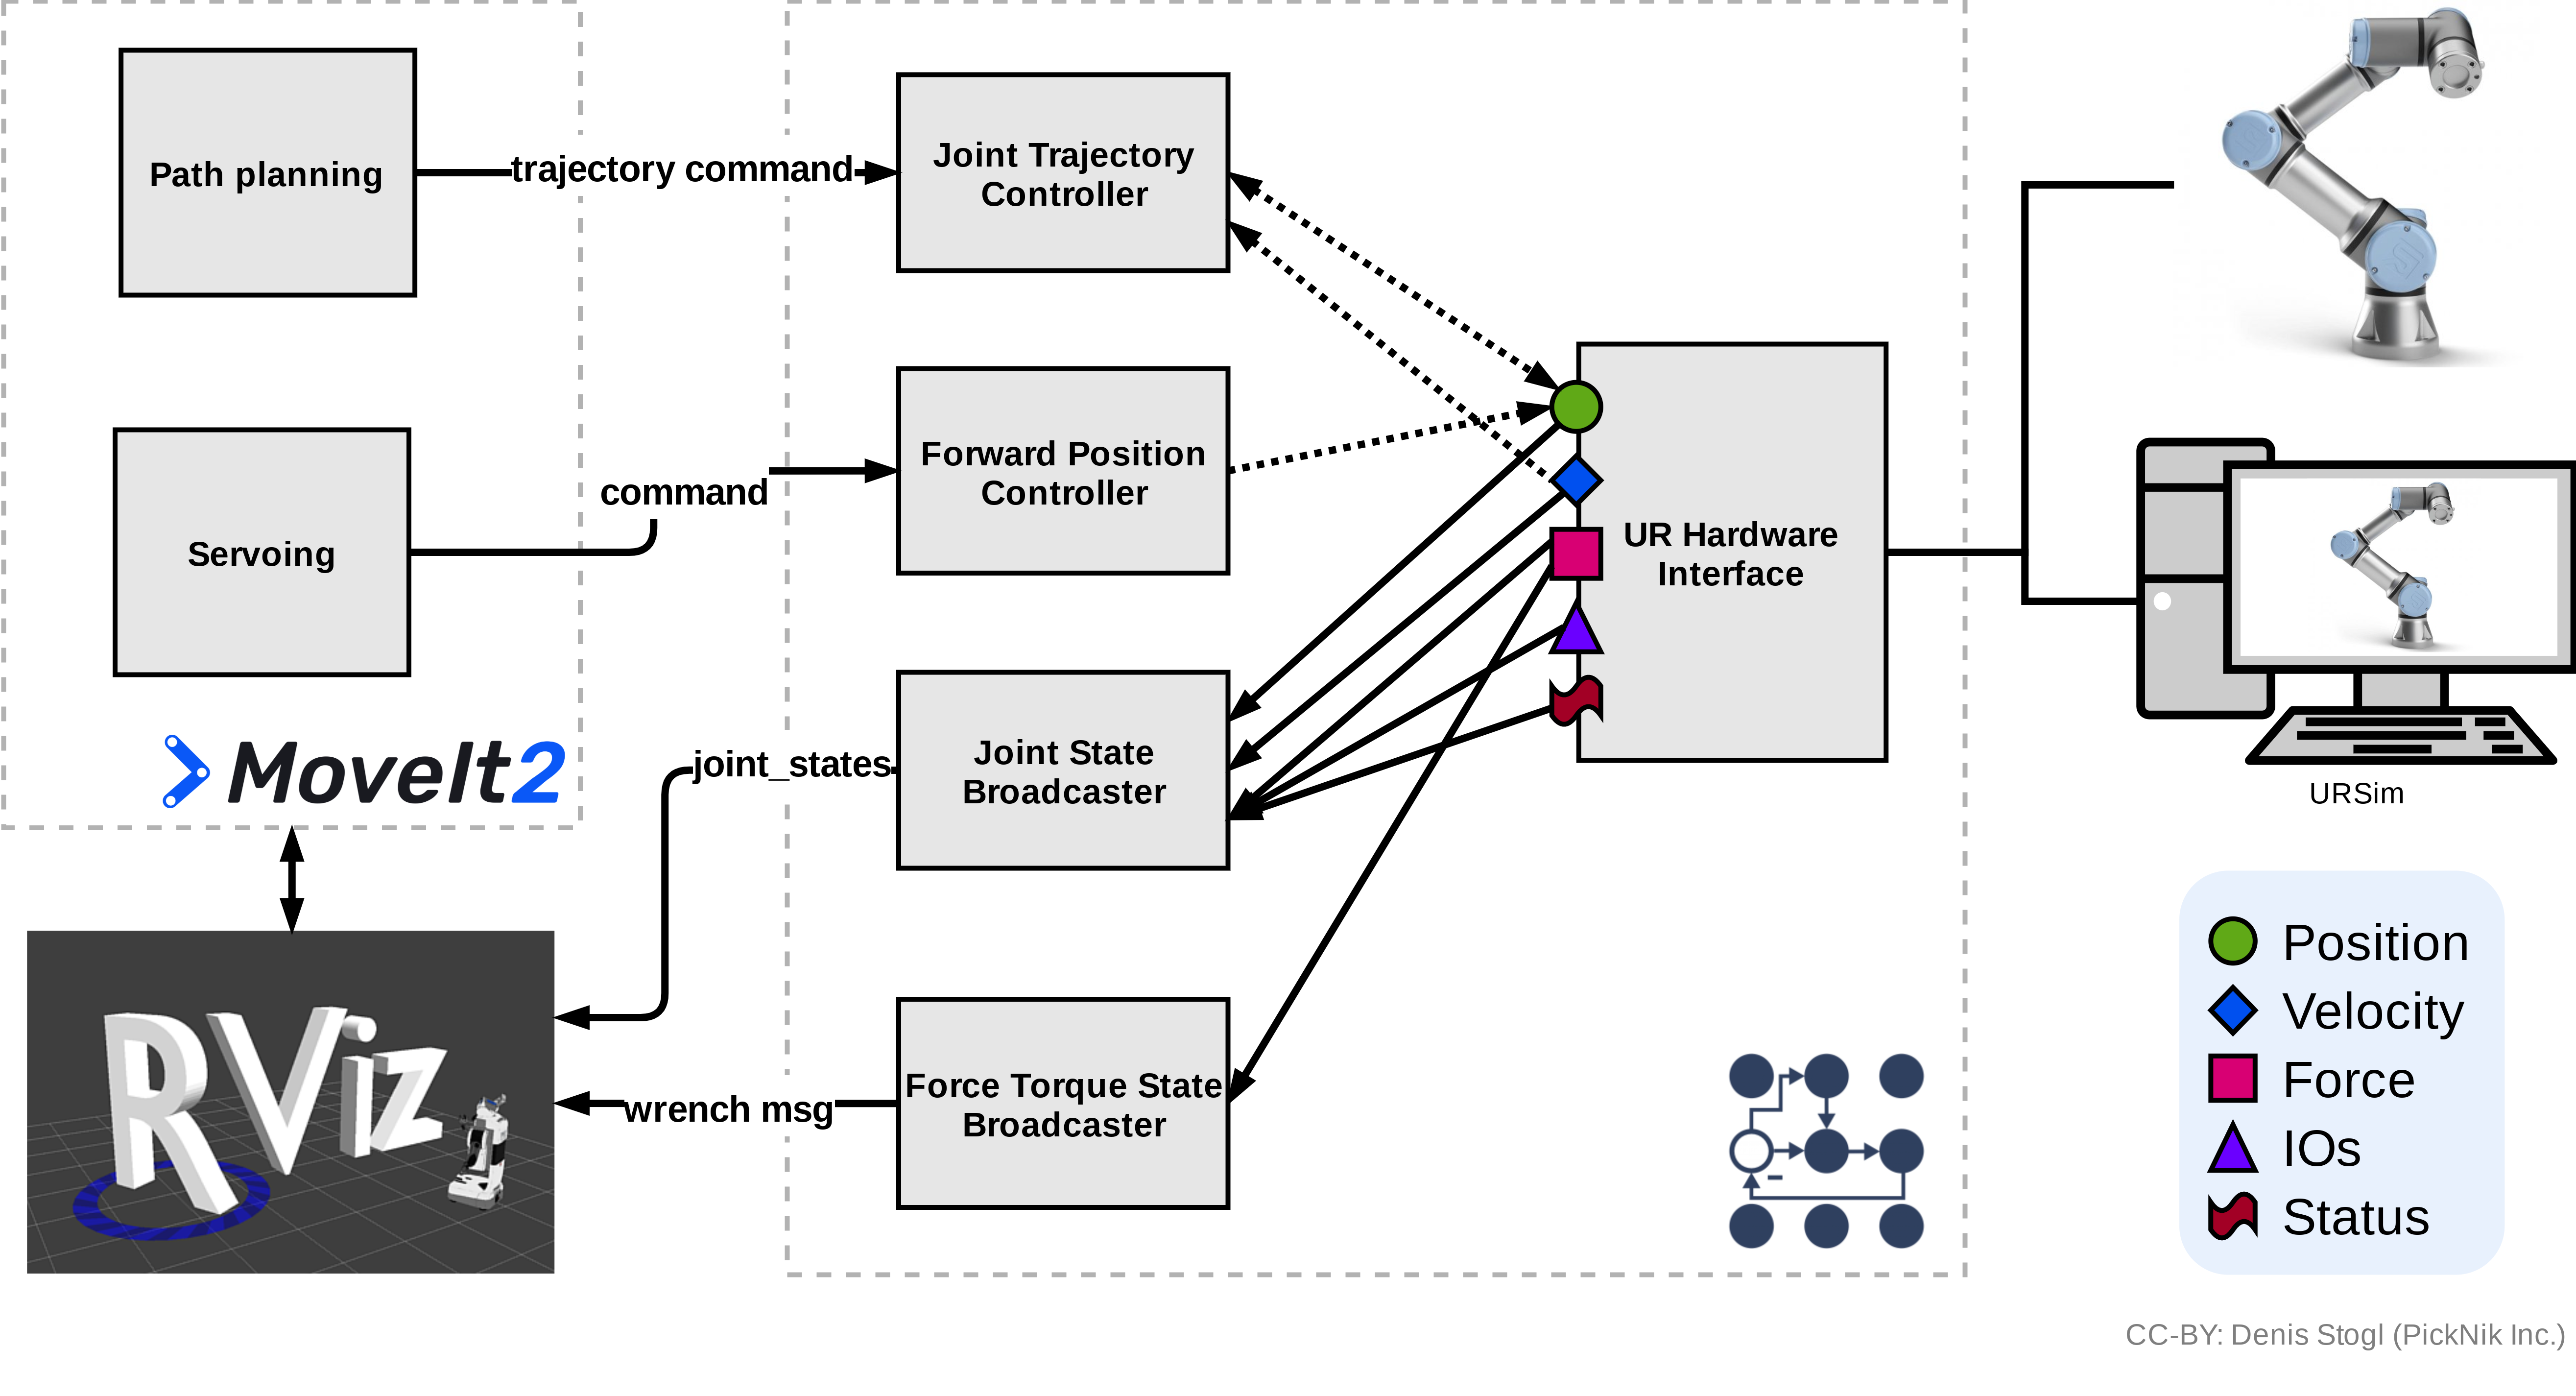 Path planning
trajectory command
Joint Trajectory
Controller
Servoing
command
Forward Position
Controller
UR Hardware
Interface
MoveIt2
joint_states
Joint State
Broadcaster
URSim
RViz
wrench msg
Force Torque State
Broadcaster
Position
Velocity
Force
IOs
Status
CC-BY: Denis Stogl (PickNik Inc.)